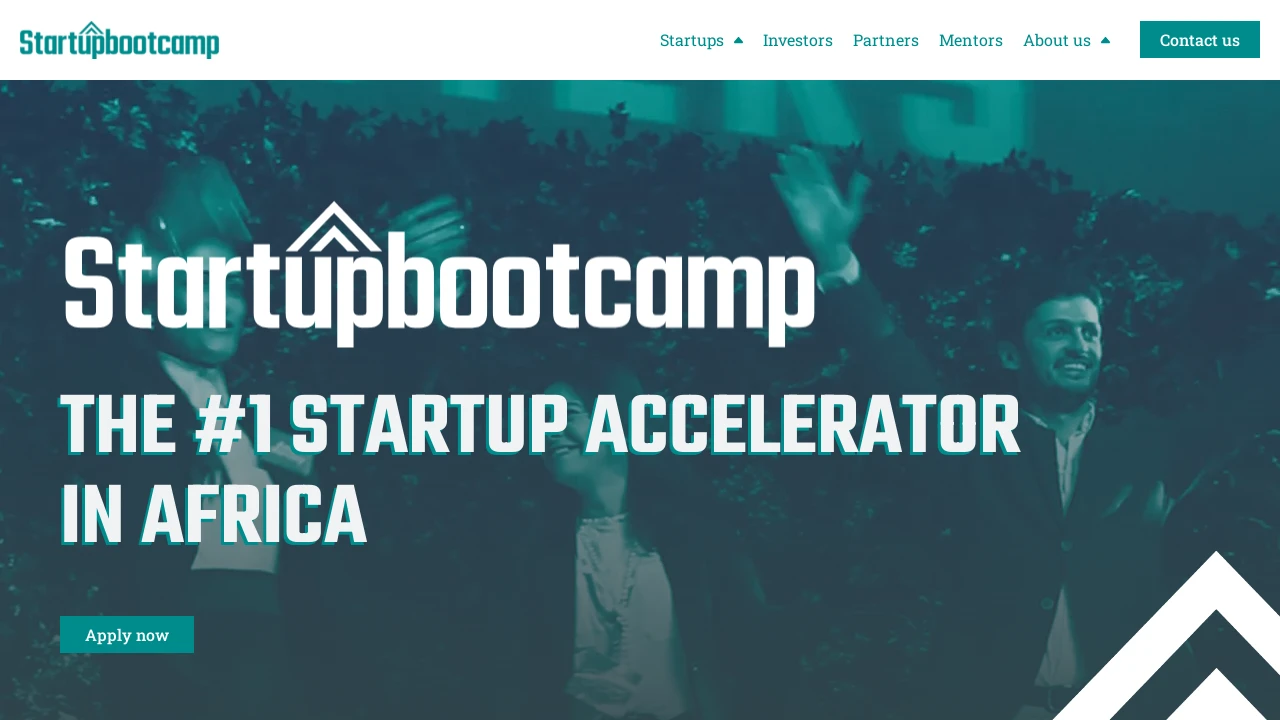 Startupbootcamp
Startups
Investors
Partners
Mentors
About us
Contact us
Startupbootcamp
THE #1 STARTUP ACCELERATOR
IN AFRICA
Apply now